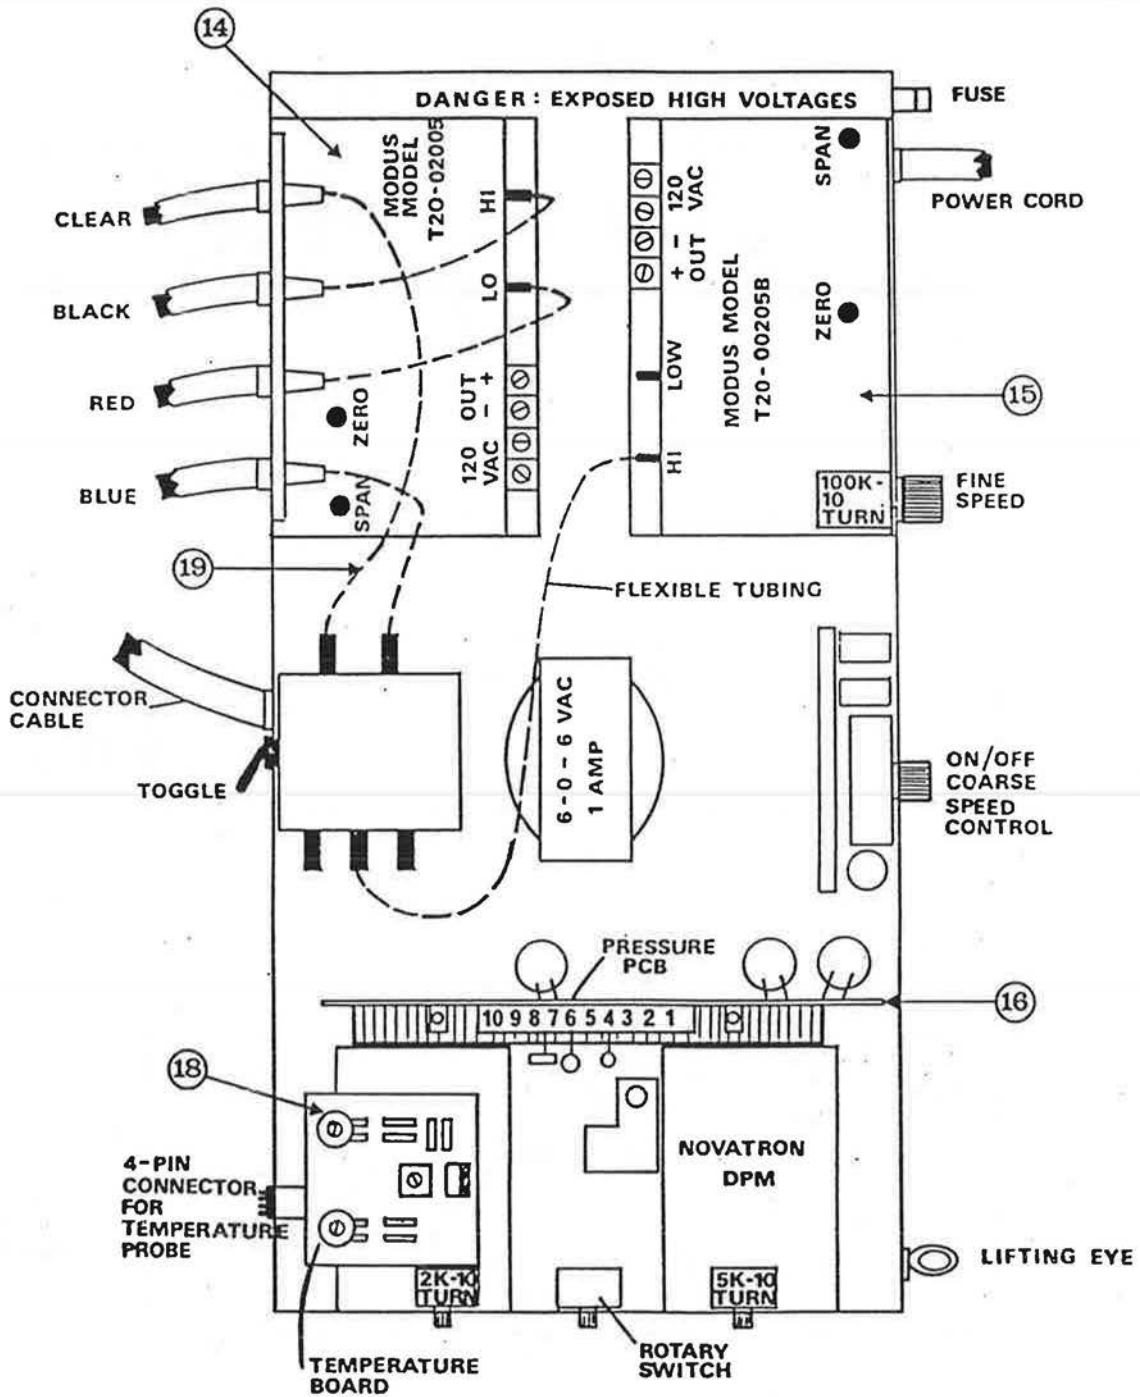 14
DANGER: EXPOSED HIGH VOLTAGES
FUSE
MODUS
MODEL
T20-02005
HI
LO
120
VAC
- +
OUT
ZERO
SPAN
CLEAR
BLACK
RED
BLUE
120
VAC
+ -
OUT
LOW
HI
MODUS MODEL
T20-00205B
SPAN
ZERO
POWER CORD
15
100K-
10
TURN
FINE
SPEED
19
FLEXIBLE TUBING
CONNECTOR
CABLE
TOGGLE
6-0-6 VAC
1 AMP
ON/OFF
COARSE
SPEED
CONTROL
PRESSURE
PCB
10 9 8 7 6 5 4 3 2 1
16
18
4-PIN
CONNECTOR
FOR
TEMPERATURE
PROBE
NOVATRON
DPM
2K-10
TURN
5K-10
TURN
LIFTING EYE
TEMPERATURE
BOARD
ROTARY
SWITCH